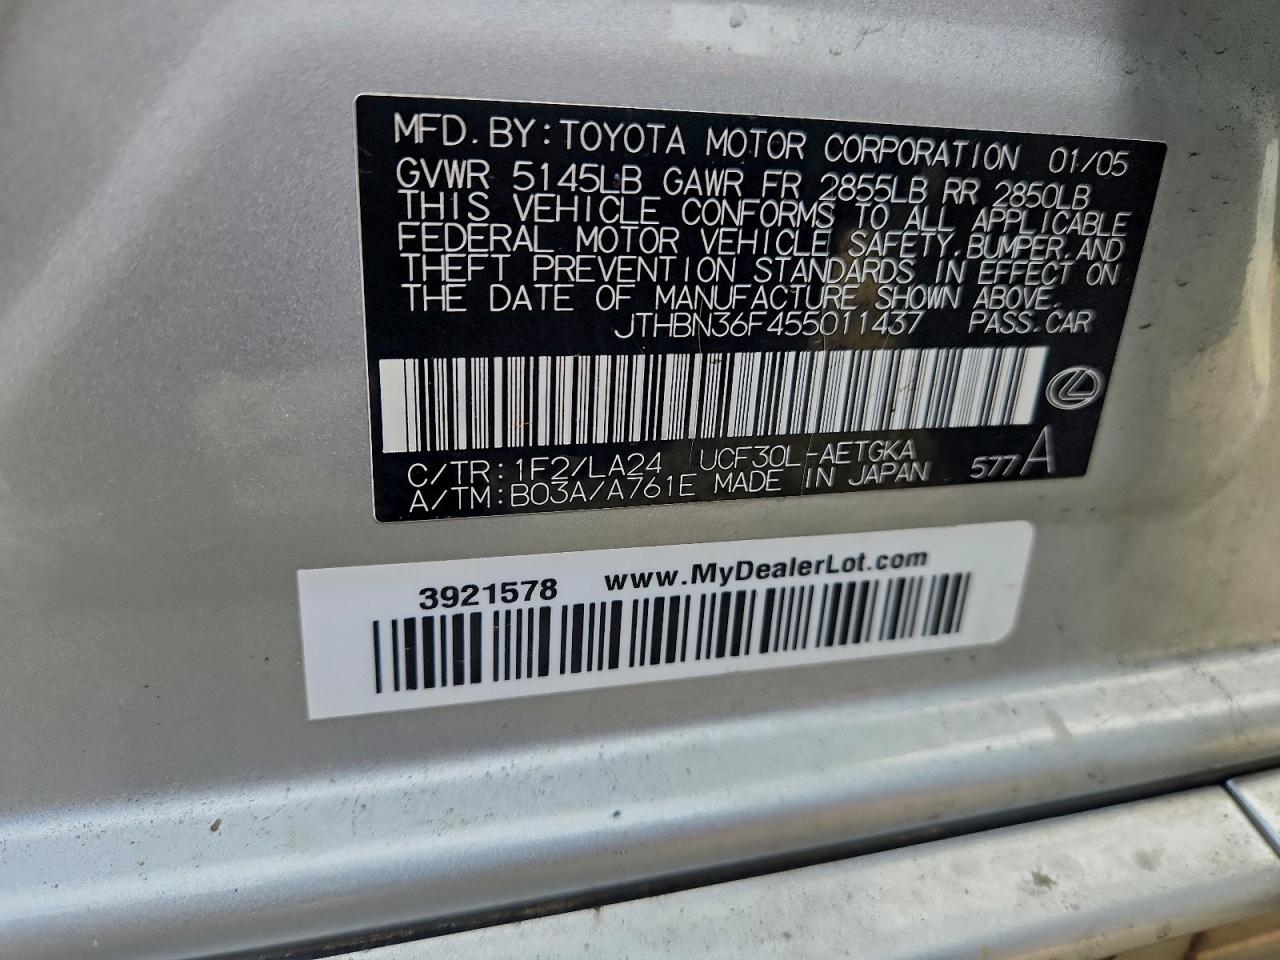 MFD. BY: TOYOTA MOTOR CORPORATION 01/05
GVWR 5145LB GAWR FR 2855LB RR 2850LB
THIS VEHICLE CONFORMS TO ALL APPLICABLE
FEDERAL MOTOR VEHICLE SAFETY, BUMPER, AND
THEFT PREVENTION STANDARDS IN EFFECT ON
THE DATE OF MANUFACTURE SHOWN ABOVE.
JTHBN36F455011437 PASS. CAR
C/TR: 1F2/LA24 UCF30L-AETGKA
A/TM: B03A/A761E MADE IN JAPAN 577 A
3921578 www.MyDealerLot.com